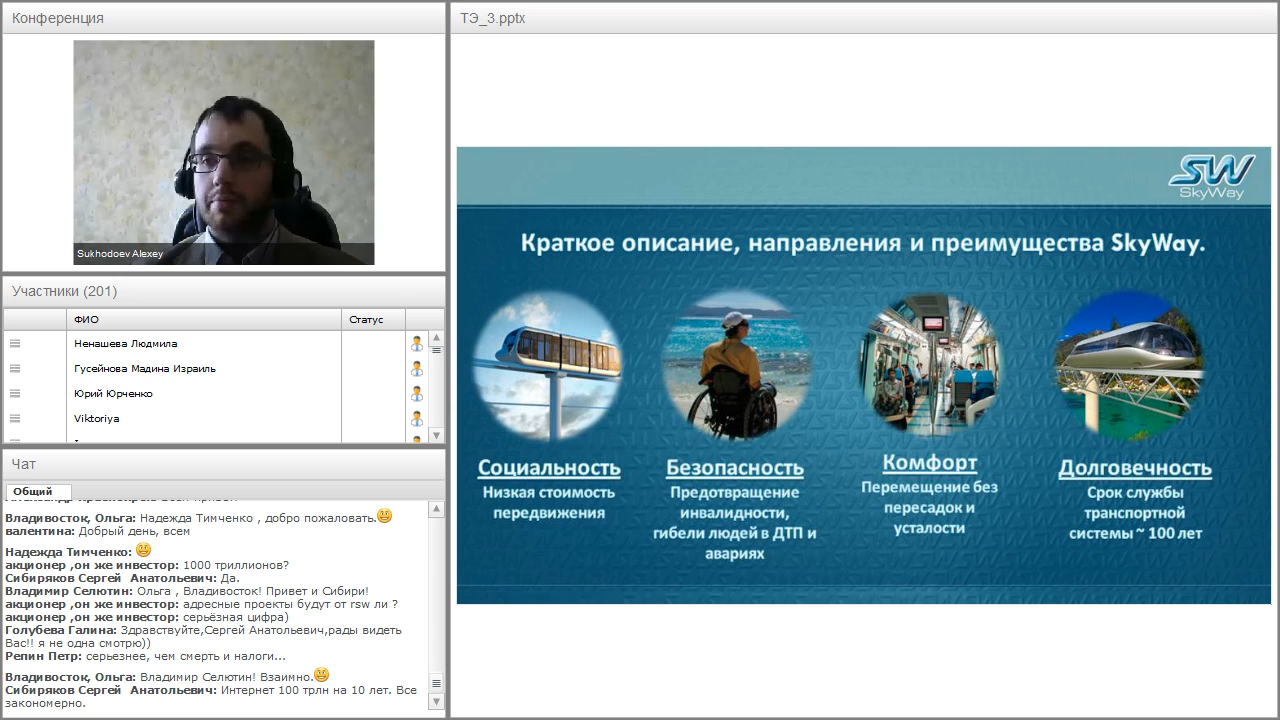 Конференция
Sukhodoev Alexey
Участники (201)
ФИО
Статус
Ненашева Людмила
Гусейнова Мадина Израиль
Юрий Юрченко
Viktoriya
Чат
Общий
Владивосток, Ольга: Надежда Тимченко , добро пожаловать.
валентина: Добрый день, всем
Надежда Тимченко:
акционер ,он же инвестор: 1000 триллионов?
Сибиряков Сергей Анатольевич: Да.
Владимир Селютин: Ольга , Владивосток! Привет и Сибири!
акционер ,он же инвестор: адресные проекты будут от rsw ли ?
акционер ,он же инвестор: серьёзная цифра)
Голубева Галина: Здравствуйте,Сергей Анатольевич,рады видеть
Вас!! я не одна смотрю))
Репин Петр: серьезнее, чем смерть и налоги...
Владивосток, Ольга: Владимир Селютин! Взаимно.
Сибиряков Сергей Анатольевич: Интернет 100 трлн на 10 лет. Все
закономерно.
ТЭ_3.pptx
SW
SkyWay
Краткое описание, направления и преимущества SkyWay.
Социальность
Низкая стоимость
передвижения
Безопасность
Предотвращение
инвалидности,
гибели людей в ДТП и
авариях
Комфорт
Перемещение без
пересадок и
усталости
Долговечность
Срок службы
транспортной
системы ~ 100 лет